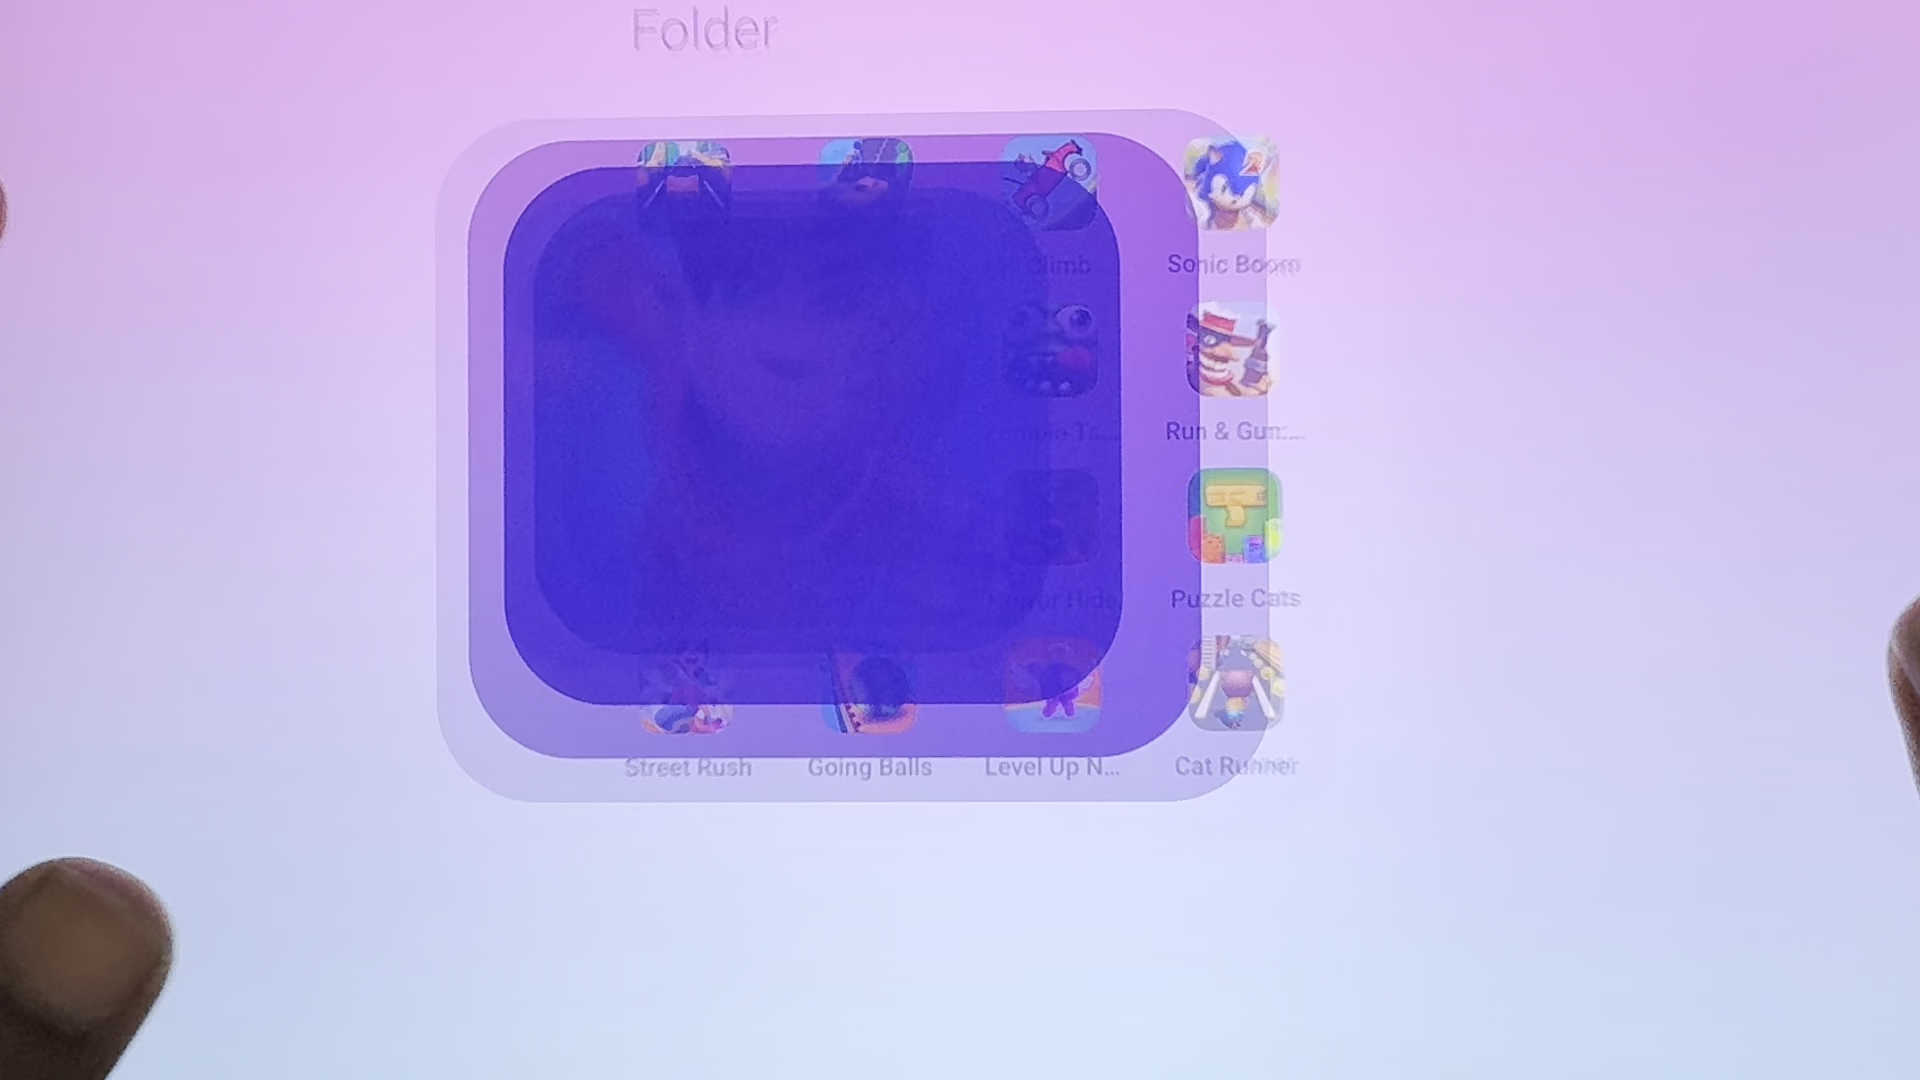 Folder
Sonic Boom
Run & Gun:...
Puzzle Cats
Street Rush Going Balls Level Up N... Cat Runner